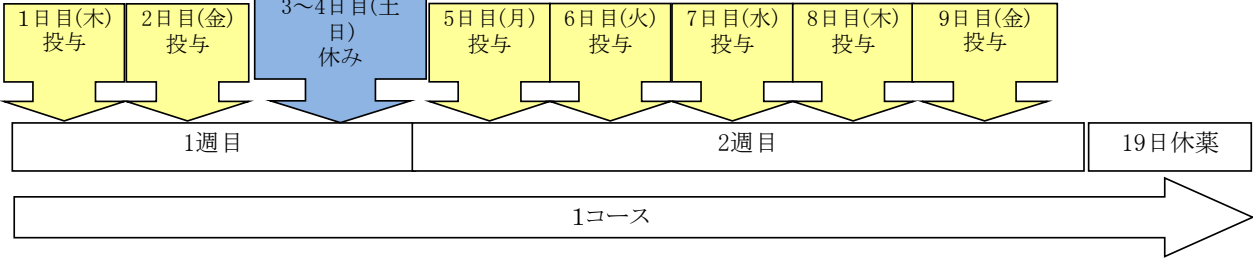 1日目(木)
投与
2日目(金)
投与
3～4日目(土
日)
休み
5日目(月)
投与
6日目(火)
投与
7日目(水)
投与
8日目(木)
投与
9日目(金)
投与
1週目
2週目
19日休薬
1コース